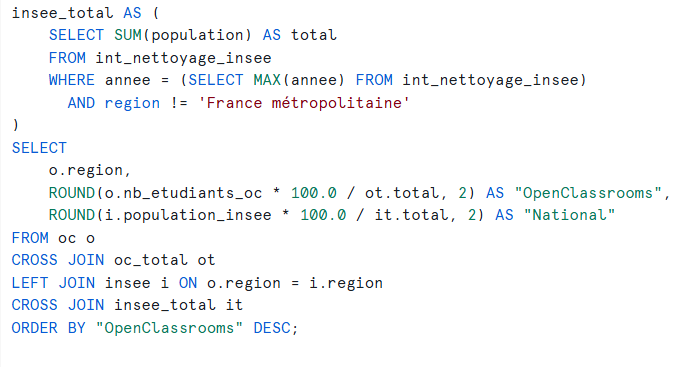 insee_total AS (
    SELECT SUM(population) AS total
    FROM int_nettoyage_insee
    WHERE annee = (SELECT MAX(annee) FROM int_nettoyage_insee)
      AND region != 'France métropolitaine'
)
SELECT
    o.region,
    ROUND(o.nb_etudiants_oc * 100.0 / ot.total, 2) AS "OpenClassrooms",
    ROUND(i.population_insee * 100.0 / it.total, 2) AS "National"
FROM oc o
CROSS JOIN oc_total ot
LEFT JOIN insee i ON o.region = i.region
CROSS JOIN insee_total it
ORDER BY "OpenClassrooms" DESC;